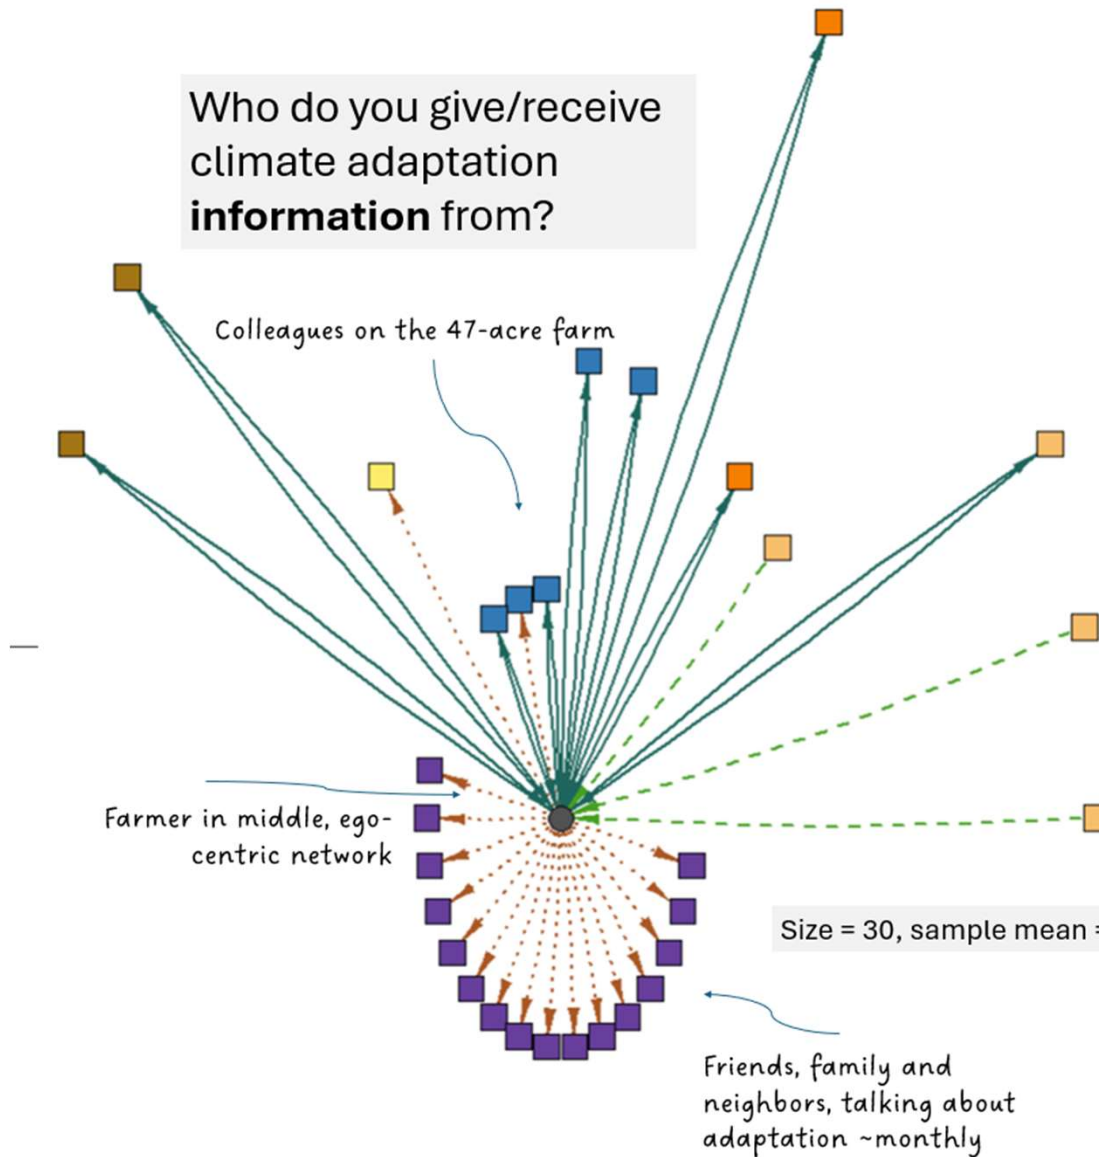 Who do you give/receive
climate adaptation
information from?
Colleagues on the 47-acre farm
Farmer in middle, ego-
centric network
Size = 30, sample mean =
Friends, family and
neighbors, talking about
adaptation ~monthly